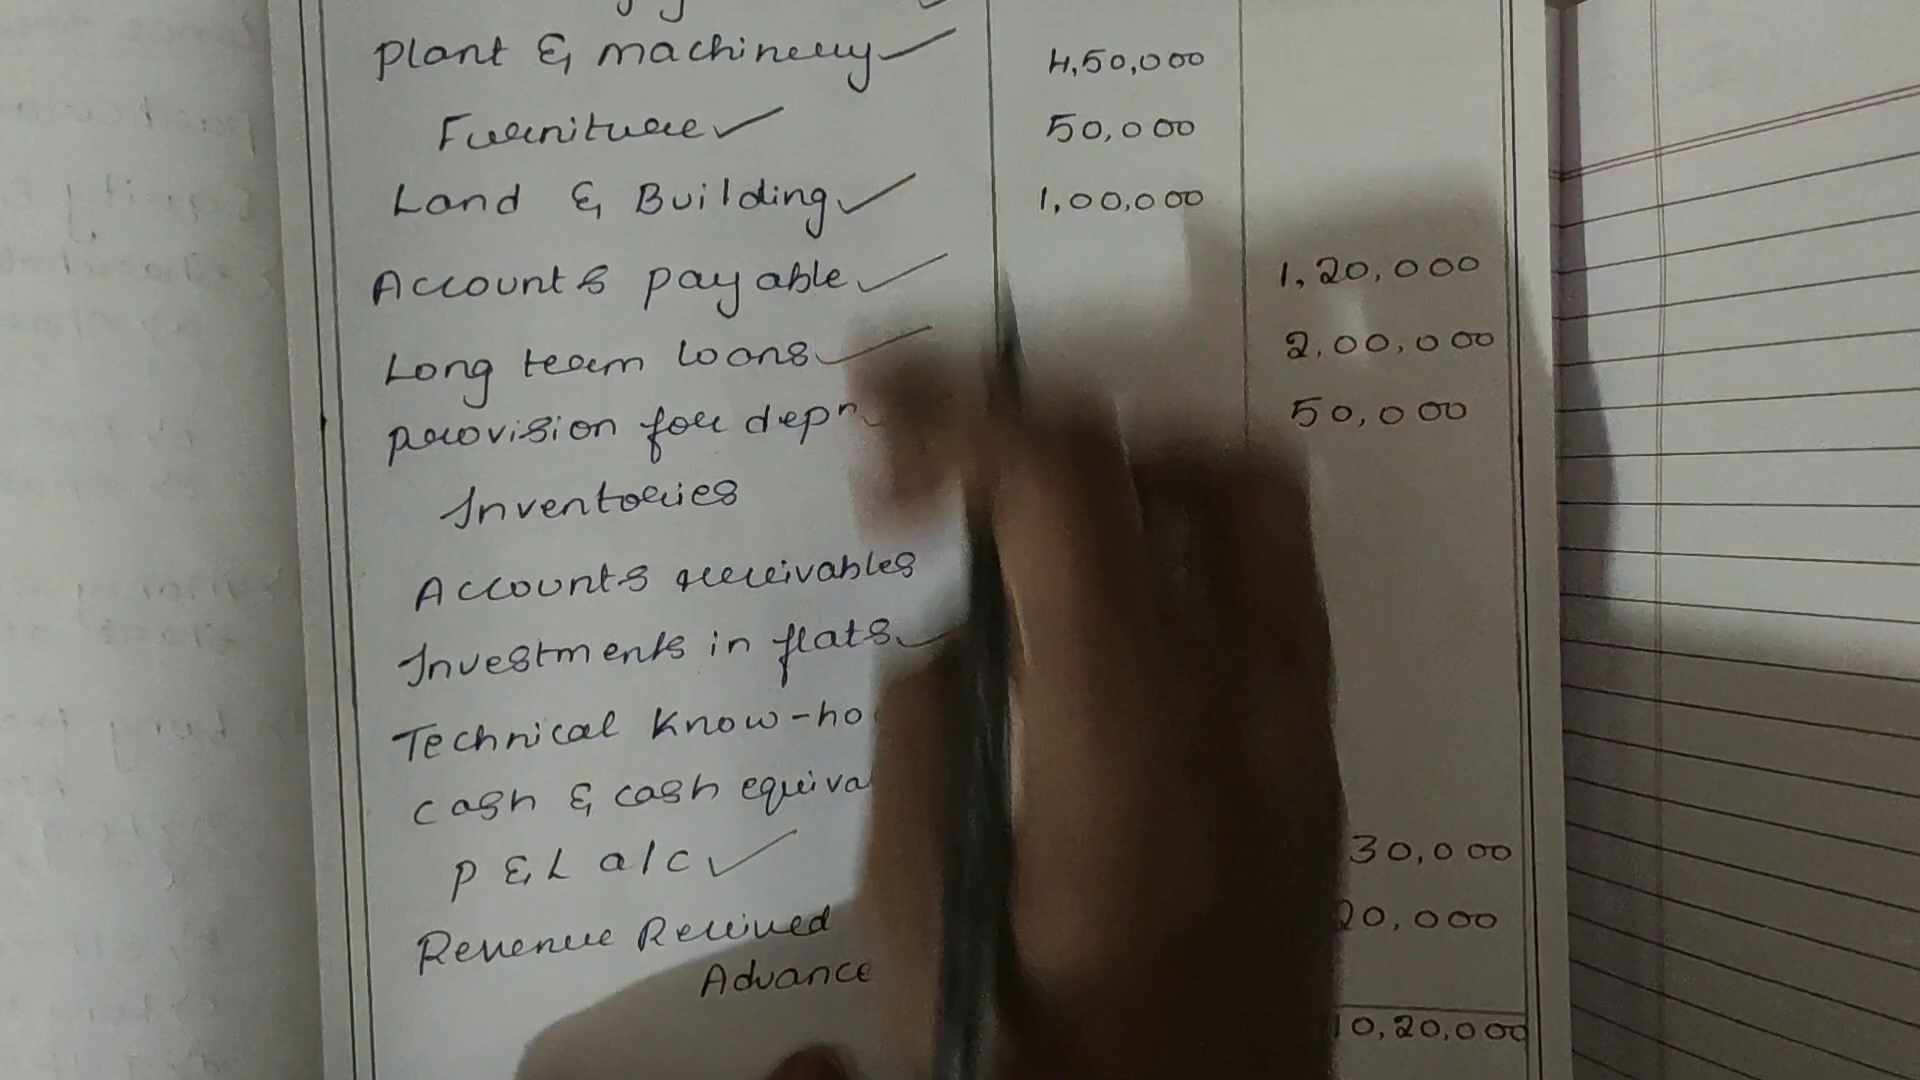 Plant & machinery 4,50,000
Furniture 50,000
Land & Building 1,00,000
Accounts payable 1,20,000
Long term loans 2,00,000
provision for depn 50,000
Inventories
Accounts receivables
Investments in flats
Technical Know-ho
cash & cash equiva
P & L a/c 30,000
Revenue Received 20,000
Advance
10,20,000